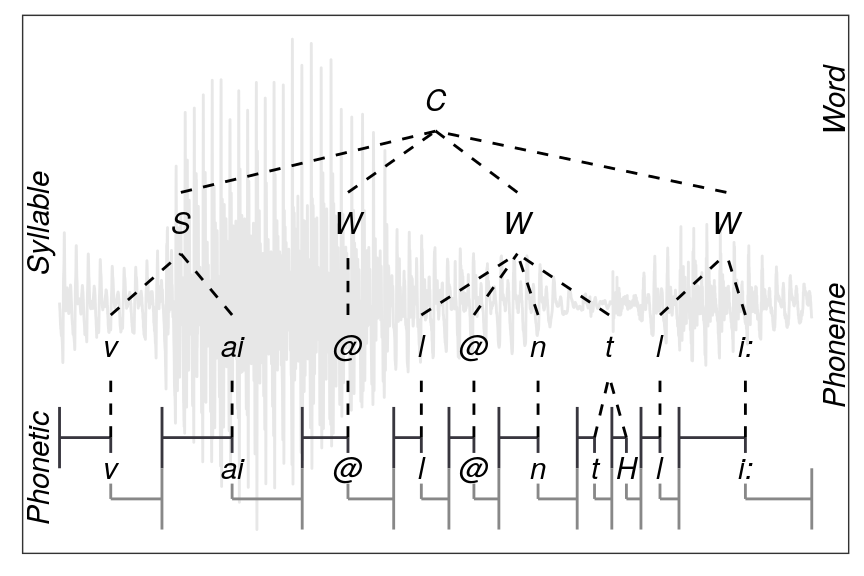 Word
C
Syllable
S W W W
Phoneme
v ai @ l @ n t l i:
Phonetic
v ai @ l @ n t H l i: